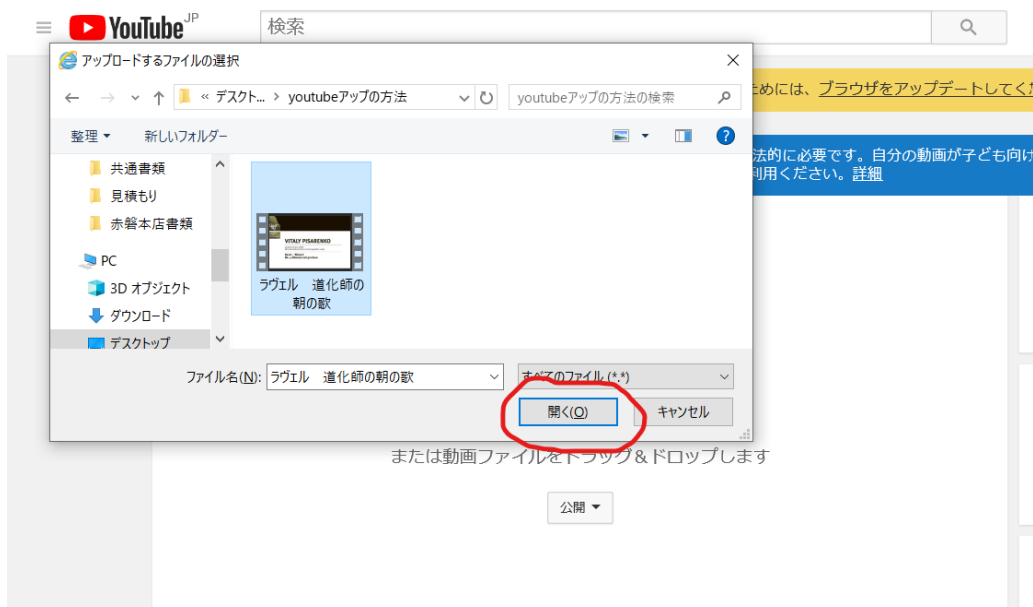 YouTube JP
検索
アップロードするファイルの選択
« デスクト... › youtubeアップの方法
youtubeアップの方法の検索
ためには、ブラウザをアップデートしてく
整理
新しいフォルダー
法的に必要です。自分の動画が子ども向け
利用ください。詳細
共通書類
見積もり
赤磐本店書類
PC
3D オブジェクト
ダウンロード
デスクトップ
VITALY PISARENKO
ラヴェル　道化師の
朝の歌
ファイル名(N):
ラヴェル　道化師の朝の歌
すべてのファイル (*.*)
開く(O)
キャンセル
または動画ファイルをドラッグ＆ドロップします
公開